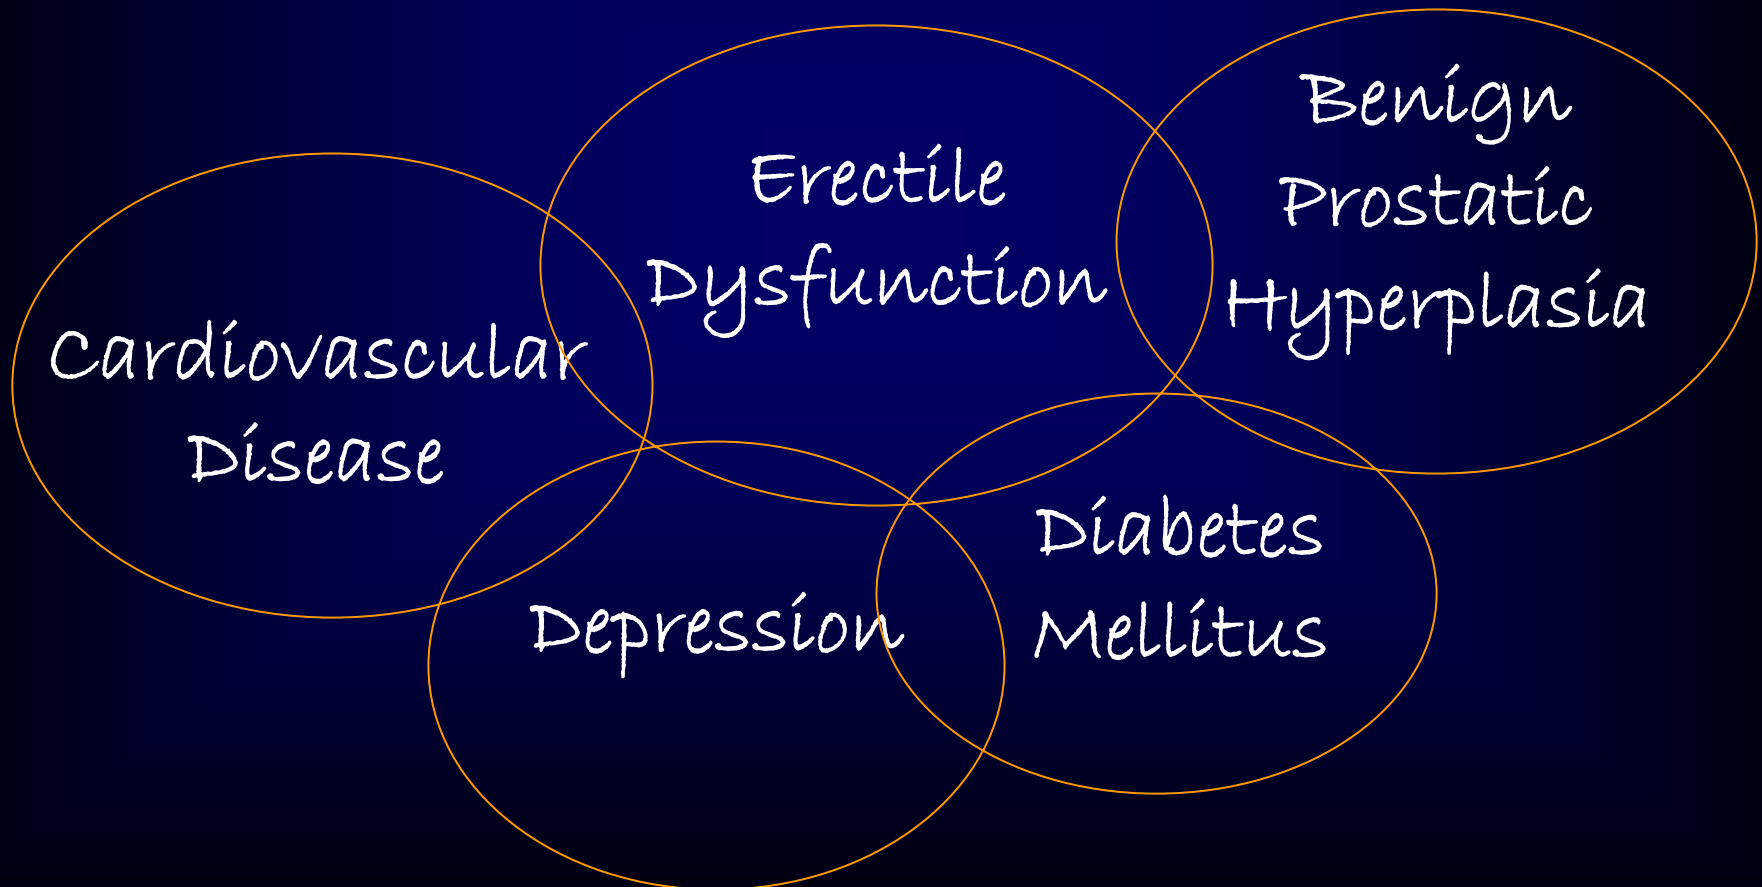 Erectile
Dysfunction
Benign
Prostatic
Hyperplasia
Cardiovascular
Disease
Depression
Diabetes
Mellitus